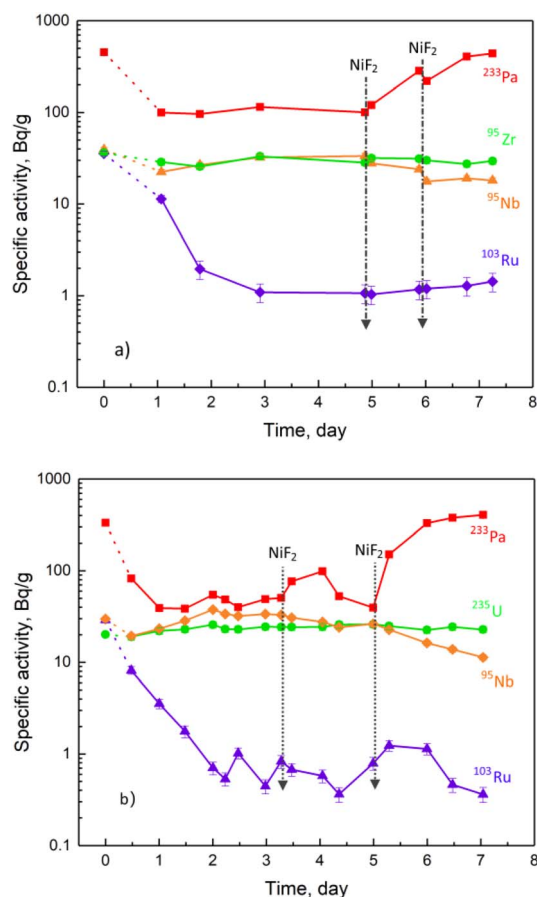 1000
NiF₂
NiF₂
²³³Pa
100
Specific activity, Bq/g
⁹⁵Zr
10
⁹⁵Nb
¹⁰³Ru
1
a)
0.1
0 1 2 3 4 5 6 7 8
Time, day
1000
NiF₂
NiF₂
²³³Pa
100
Specific activity, Bq/g
²³⁵U
10
⁹⁵Nb
1
¹⁰³Ru
b)
0.1
0 1 2 3 4 5 6 7 8
Time, day